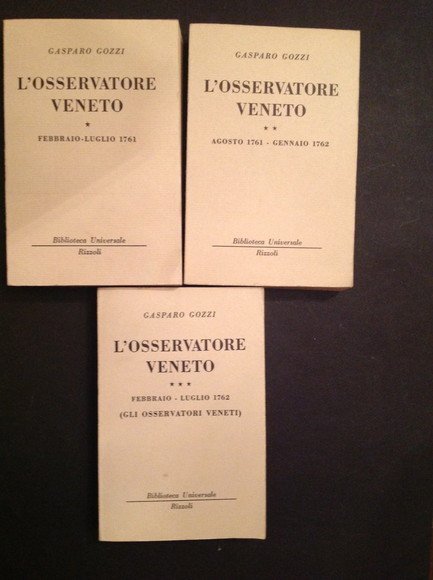 GASPARO GOZZI
L'OSSERVATORE
VENETO
★
FEBBRAIO-LUGLIO 1761
Biblioteca Universale
Rizzoli
GASPARO GOZZI
L'OSSERVATORE
VENETO
★ ★
AGOSTO 1761 - GENNAIO 1762
Biblioteca Universale
Rizzoli
GASPARO GOZZI
L'OSSERVATORE
VENETO
★ ★ ★
FEBBRAIO - LUGLIO 1762
(GLI OSSERVATORI VENETI)
Biblioteca Universale
Rizzoli